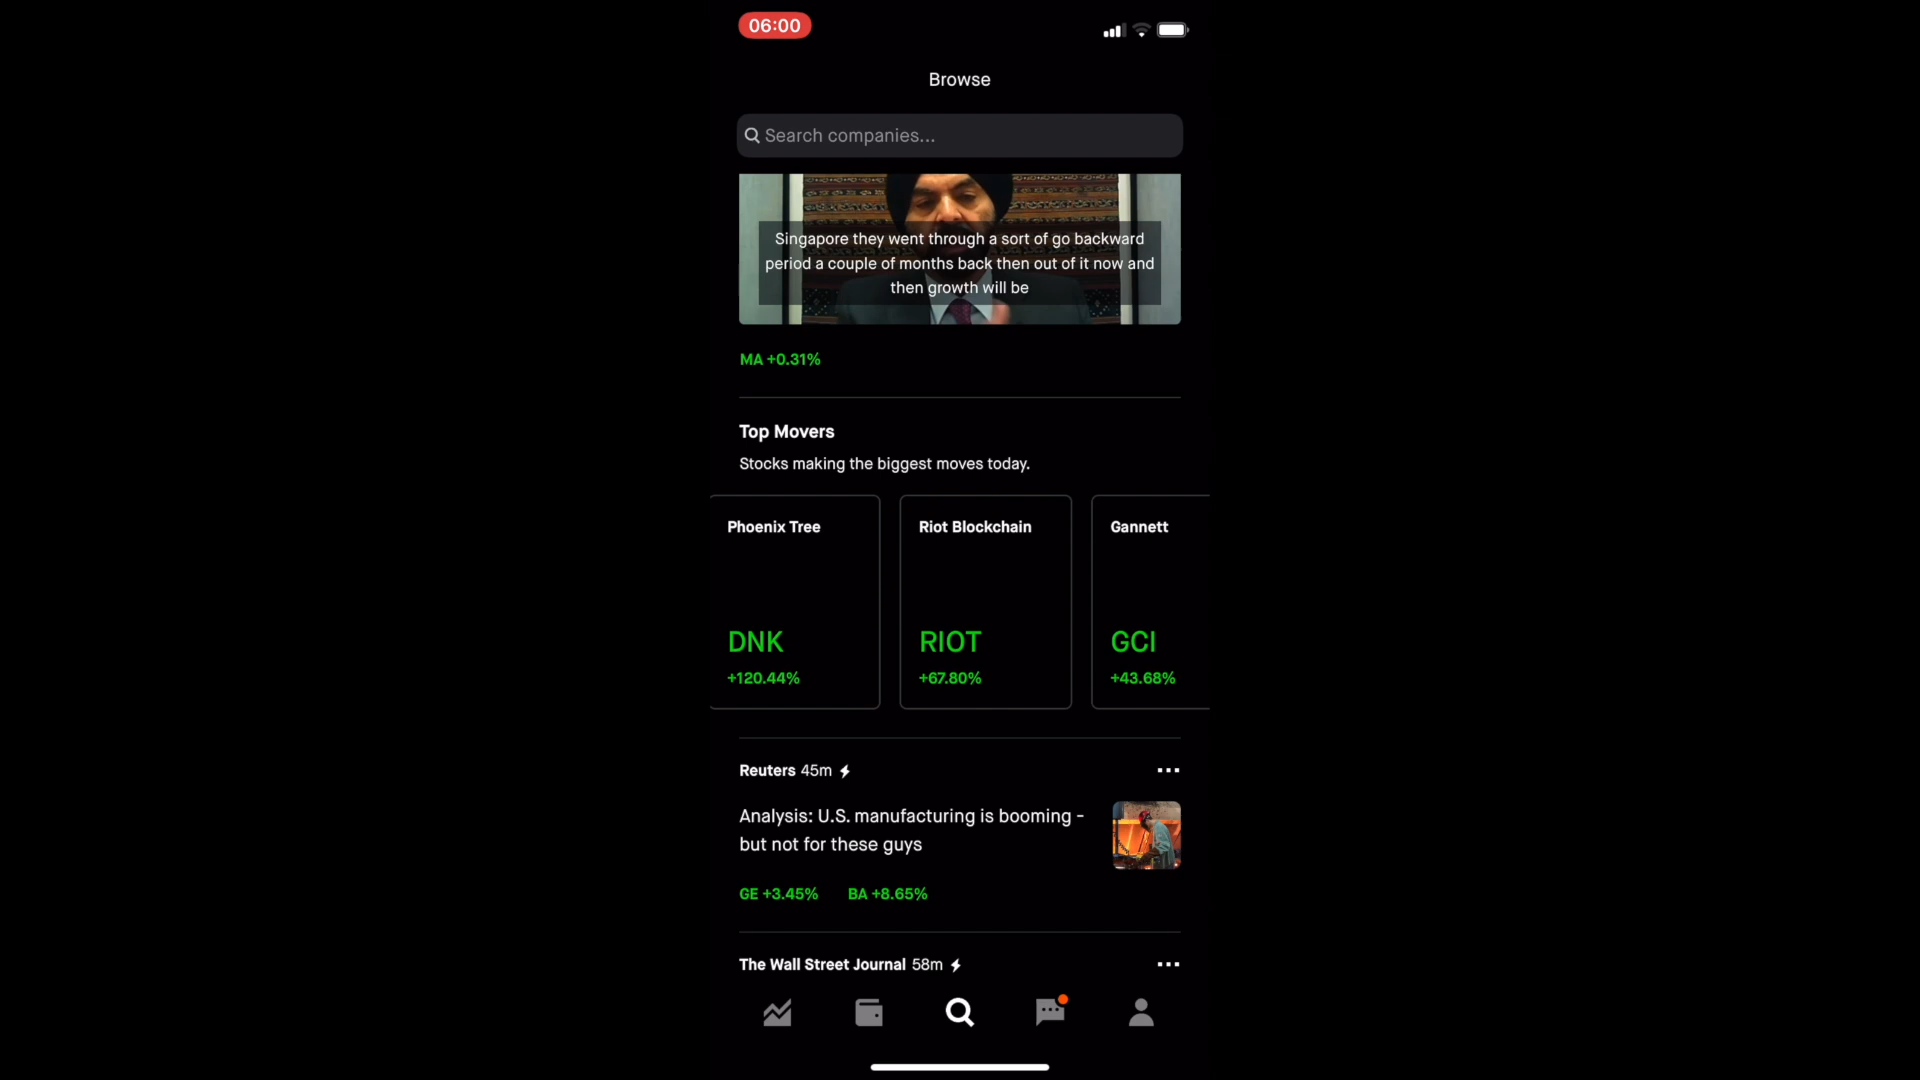 06:00
Browse
Search companies...
Singapore they went through a sort of go backward
period a couple of months back then out of it now and
then growth will be
MA +0.31%
Top Movers
Stocks making the biggest moves today.
Phoenix Tree
DNK
+120.44%
Riot Blockchain
RIOT
+67.80%
Gannett
GCI
+43.68%
Reuters 45m
Analysis: U.S. manufacturing is booming -
but not for these guys
GE +3.45% BA +8.65%
The Wall Street Journal 58m